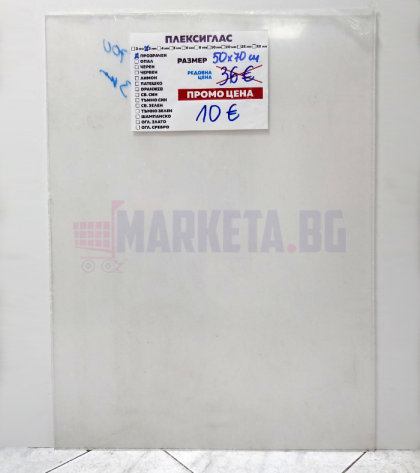 ПЛЕКСИГЛАС
ПРОЗРАЧЕН
ОПАЛ
ЧЕРЕН
ЧЕРВЕН
ЛИМОН
ПАТЕШКО
ОРАНЖЕВ
СВ. СИН
ТЪМНО СИН
СВ. ЗЕЛЕН
ТЪМНО ЗЕЛЕН
ШАМПАНСКО
ОГЛ. ЗЛАТО
ОГЛ. СРЕБРО
РАЗМЕР 50x70 см
РЕДОВНА ЦЕНА 36 €
ПРОМО ЦЕНА
10 €
MARKETA.BG